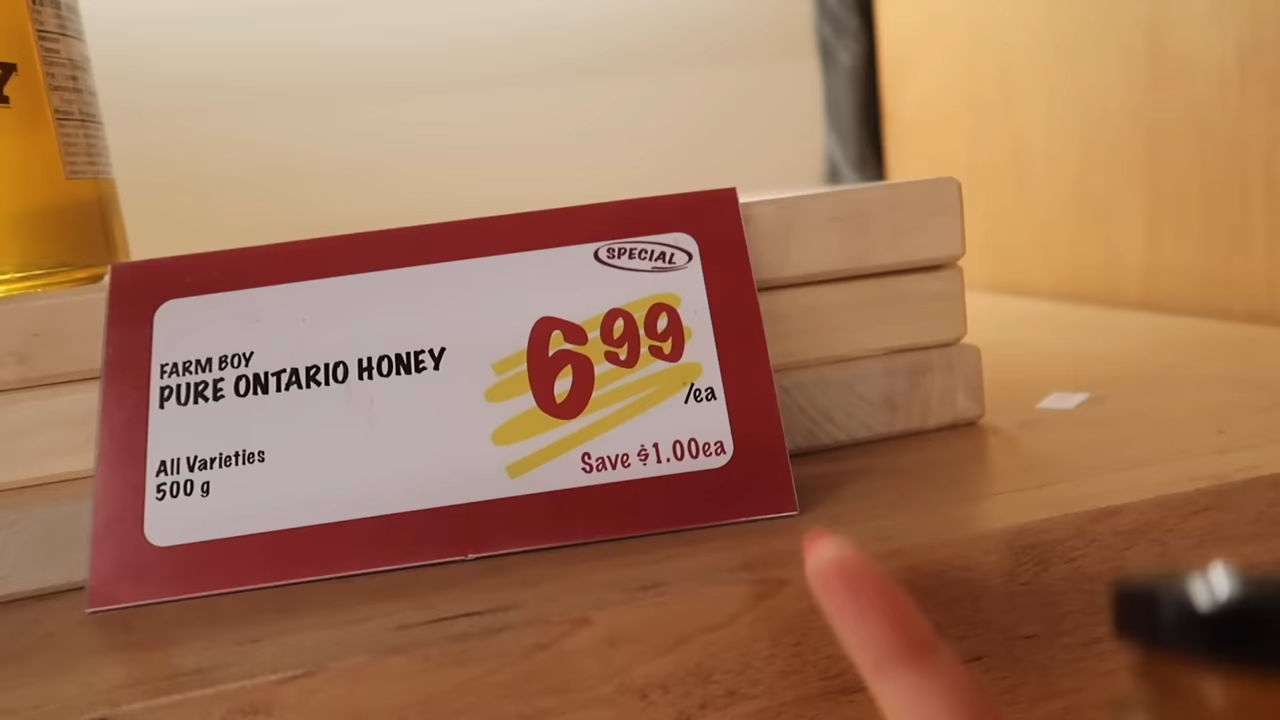 SPECIAL
FARM BOY
PURE ONTARIO HONEY
6 99
/ea
All Varieties
500 g
Save $1.00ea